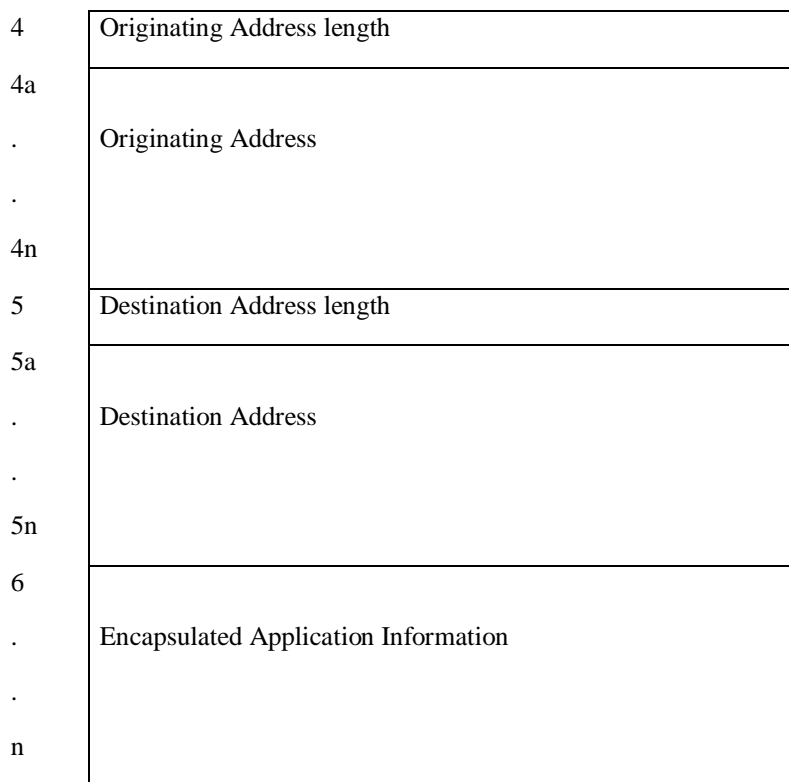 4 Originating Address length
4a
. Originating Address
.
4n
5 Destination Address length
5a
. Destination Address
.
5n
6
. Encapsulated Application Information
.
n